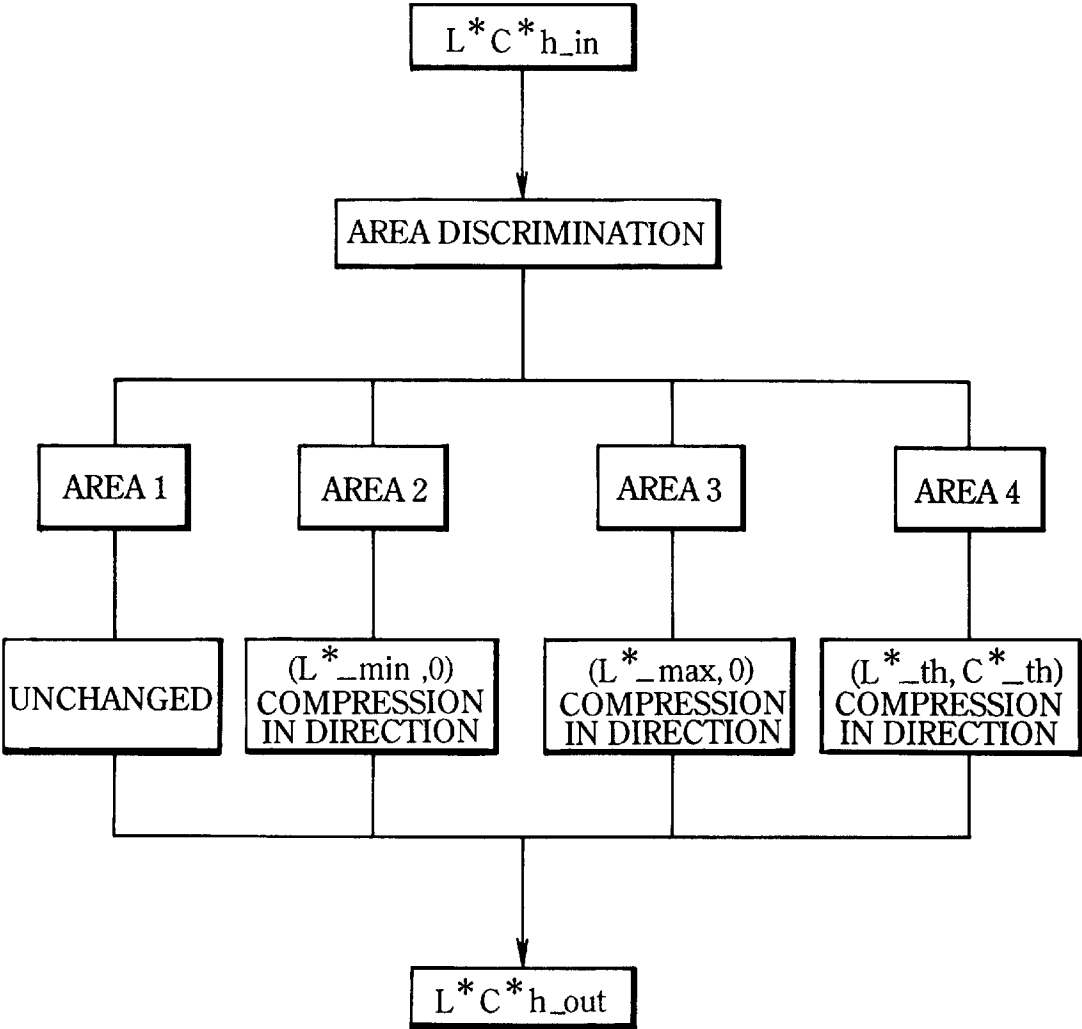 L*C*h_in
AREA DISCRIMINATION
AREA 1
AREA 2
AREA 3
AREA 4
UNCHANGED
(L*_min ,0)
COMPRESSION
IN DIRECTION
(L*_max, 0)
COMPRESSION
IN DIRECTION
(L*_th, C*_th)
COMPRESSION
IN DIRECTION
L*C*h_out